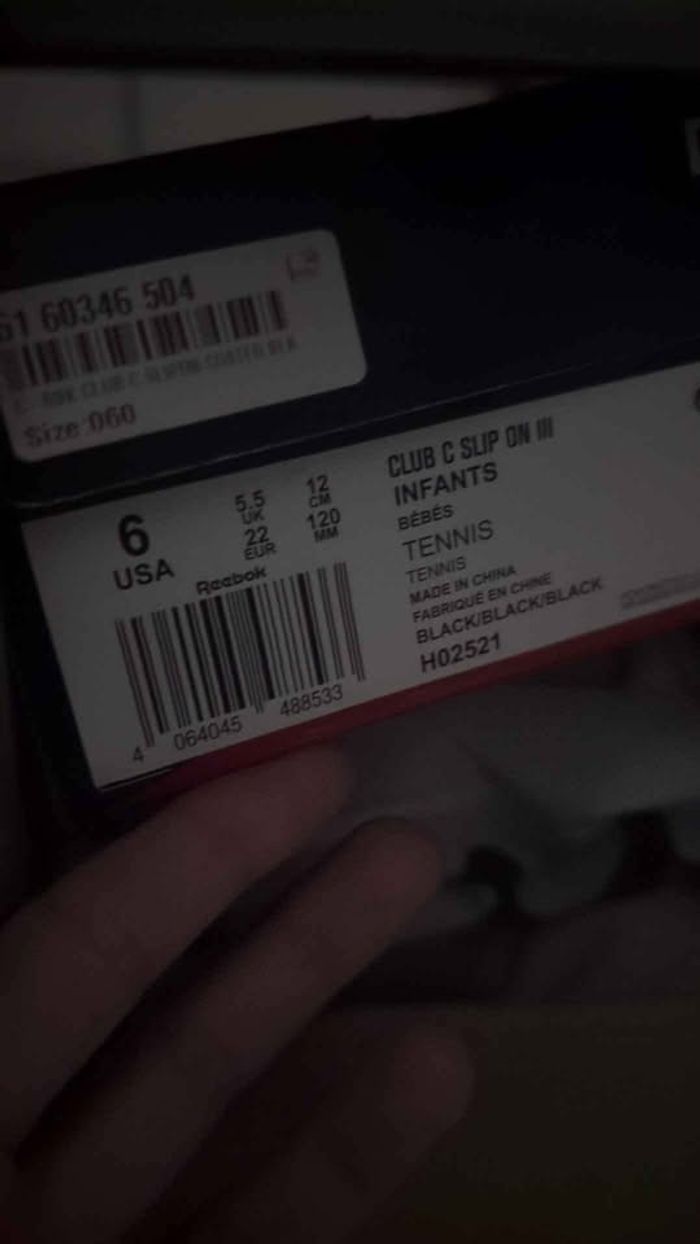 61 60346 504
Size:060
6
USA
5.5
UK
22
EUR
12
CM
120
MM
Reebok
4 064045 488533
CLUB C SLIP ON III
INFANTS
BÉBÉS
TENNIS
TENNIS
MADE IN CHINA
FABRIQUÉ EN CHINE
BLACK/BLACK/BLACK
H02521